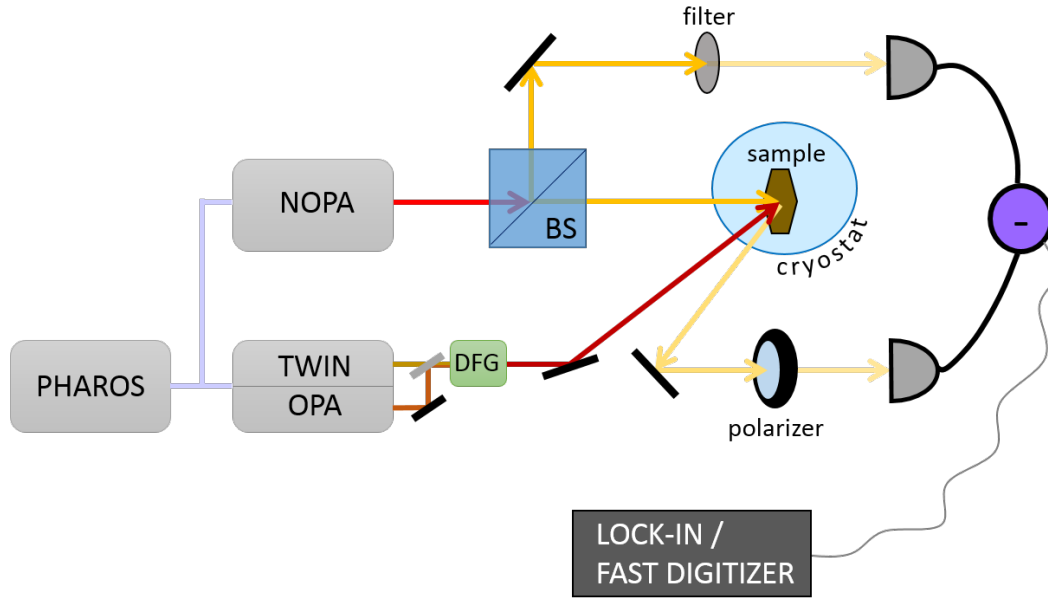 filter
sample
NOPA
BS
cryostat
-
TWIN
DFG
PHAROS
OPA
polarizer
LOCK-IN /
FAST DIGITIZER